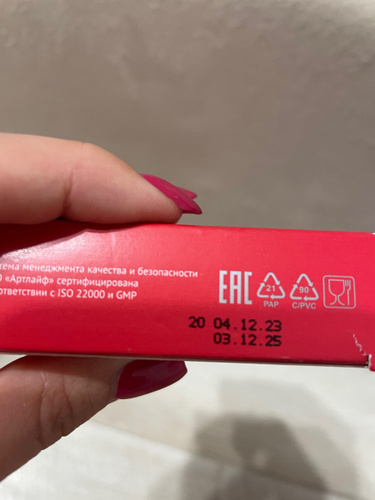 тема менеджмента качества и безопасности
О «Артлайф» сертифицирована
ответствии с ISO 22000 и GMP
EAC
21
PAP
90
C/PVC
20 04.12.23
03.12.25